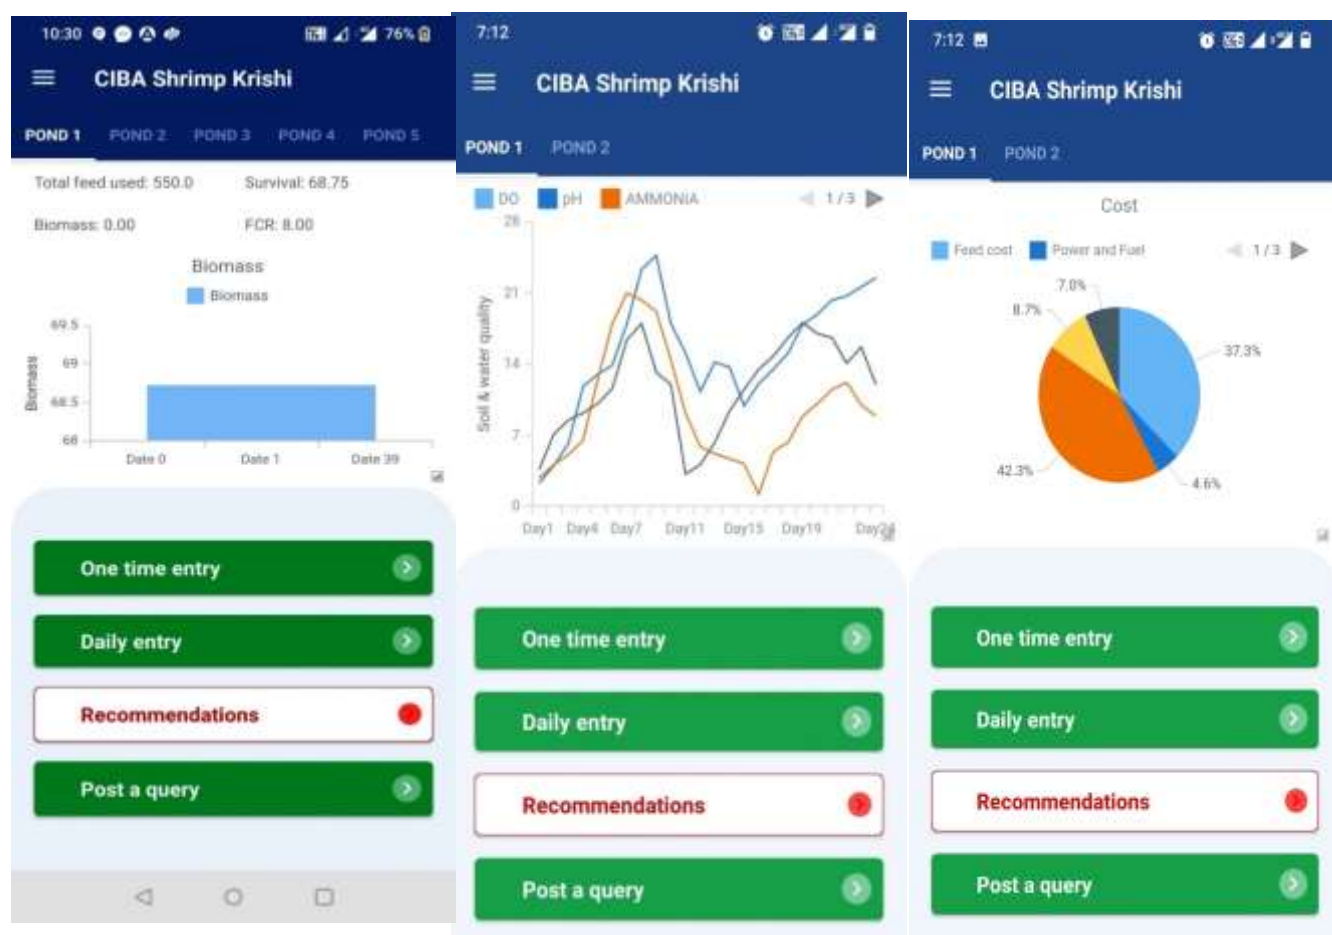 10:30 76%
CIBA Shrimp Krishi
POND 1 POND 2 POND 3 POND 4 POND 5
Total feed used: 550.0 Survival: 68.75
Biomass: 0.00 FCR: 8.00
Biomass
Biomass
69.5
69
68.5
68
Biomass
Date 0 Date 1 Date 39
One time entry
Daily entry
Recommendations
Post a query
7:12
CIBA Shrimp Krishi
POND 1 POND 2
DO pH AMMONIA 1/3
28
21
14
7
0
Soil & water quality
Day1 Day4 Day7 Day11 Day15 Day19 Day24
One time entry
Daily entry
Recommendations
Post a query
7:12
CIBA Shrimp Krishi
POND 1 POND 2
Cost
Feed cost Power and Fuel 1/3
7.0%
8.7%
37.3%
42.3%
4.6%
One time entry
Daily entry
Recommendations
Post a query